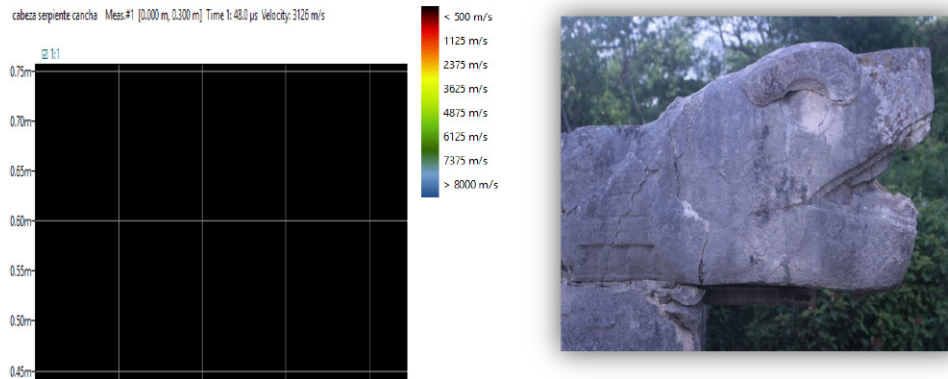 cabeza serpiente cancha Meas.#1 [0.000 m, 0.300 m] Time 1: 48.0 µs Velocity: 3126 m/s
1:1
0.75m
0.70m
0.65m
0.60m
0.55m
0.50m
0.45m
< 500 m/s
1125 m/s
2375 m/s
3625 m/s
4875 m/s
6125 m/s
7375 m/s
> 8000 m/s